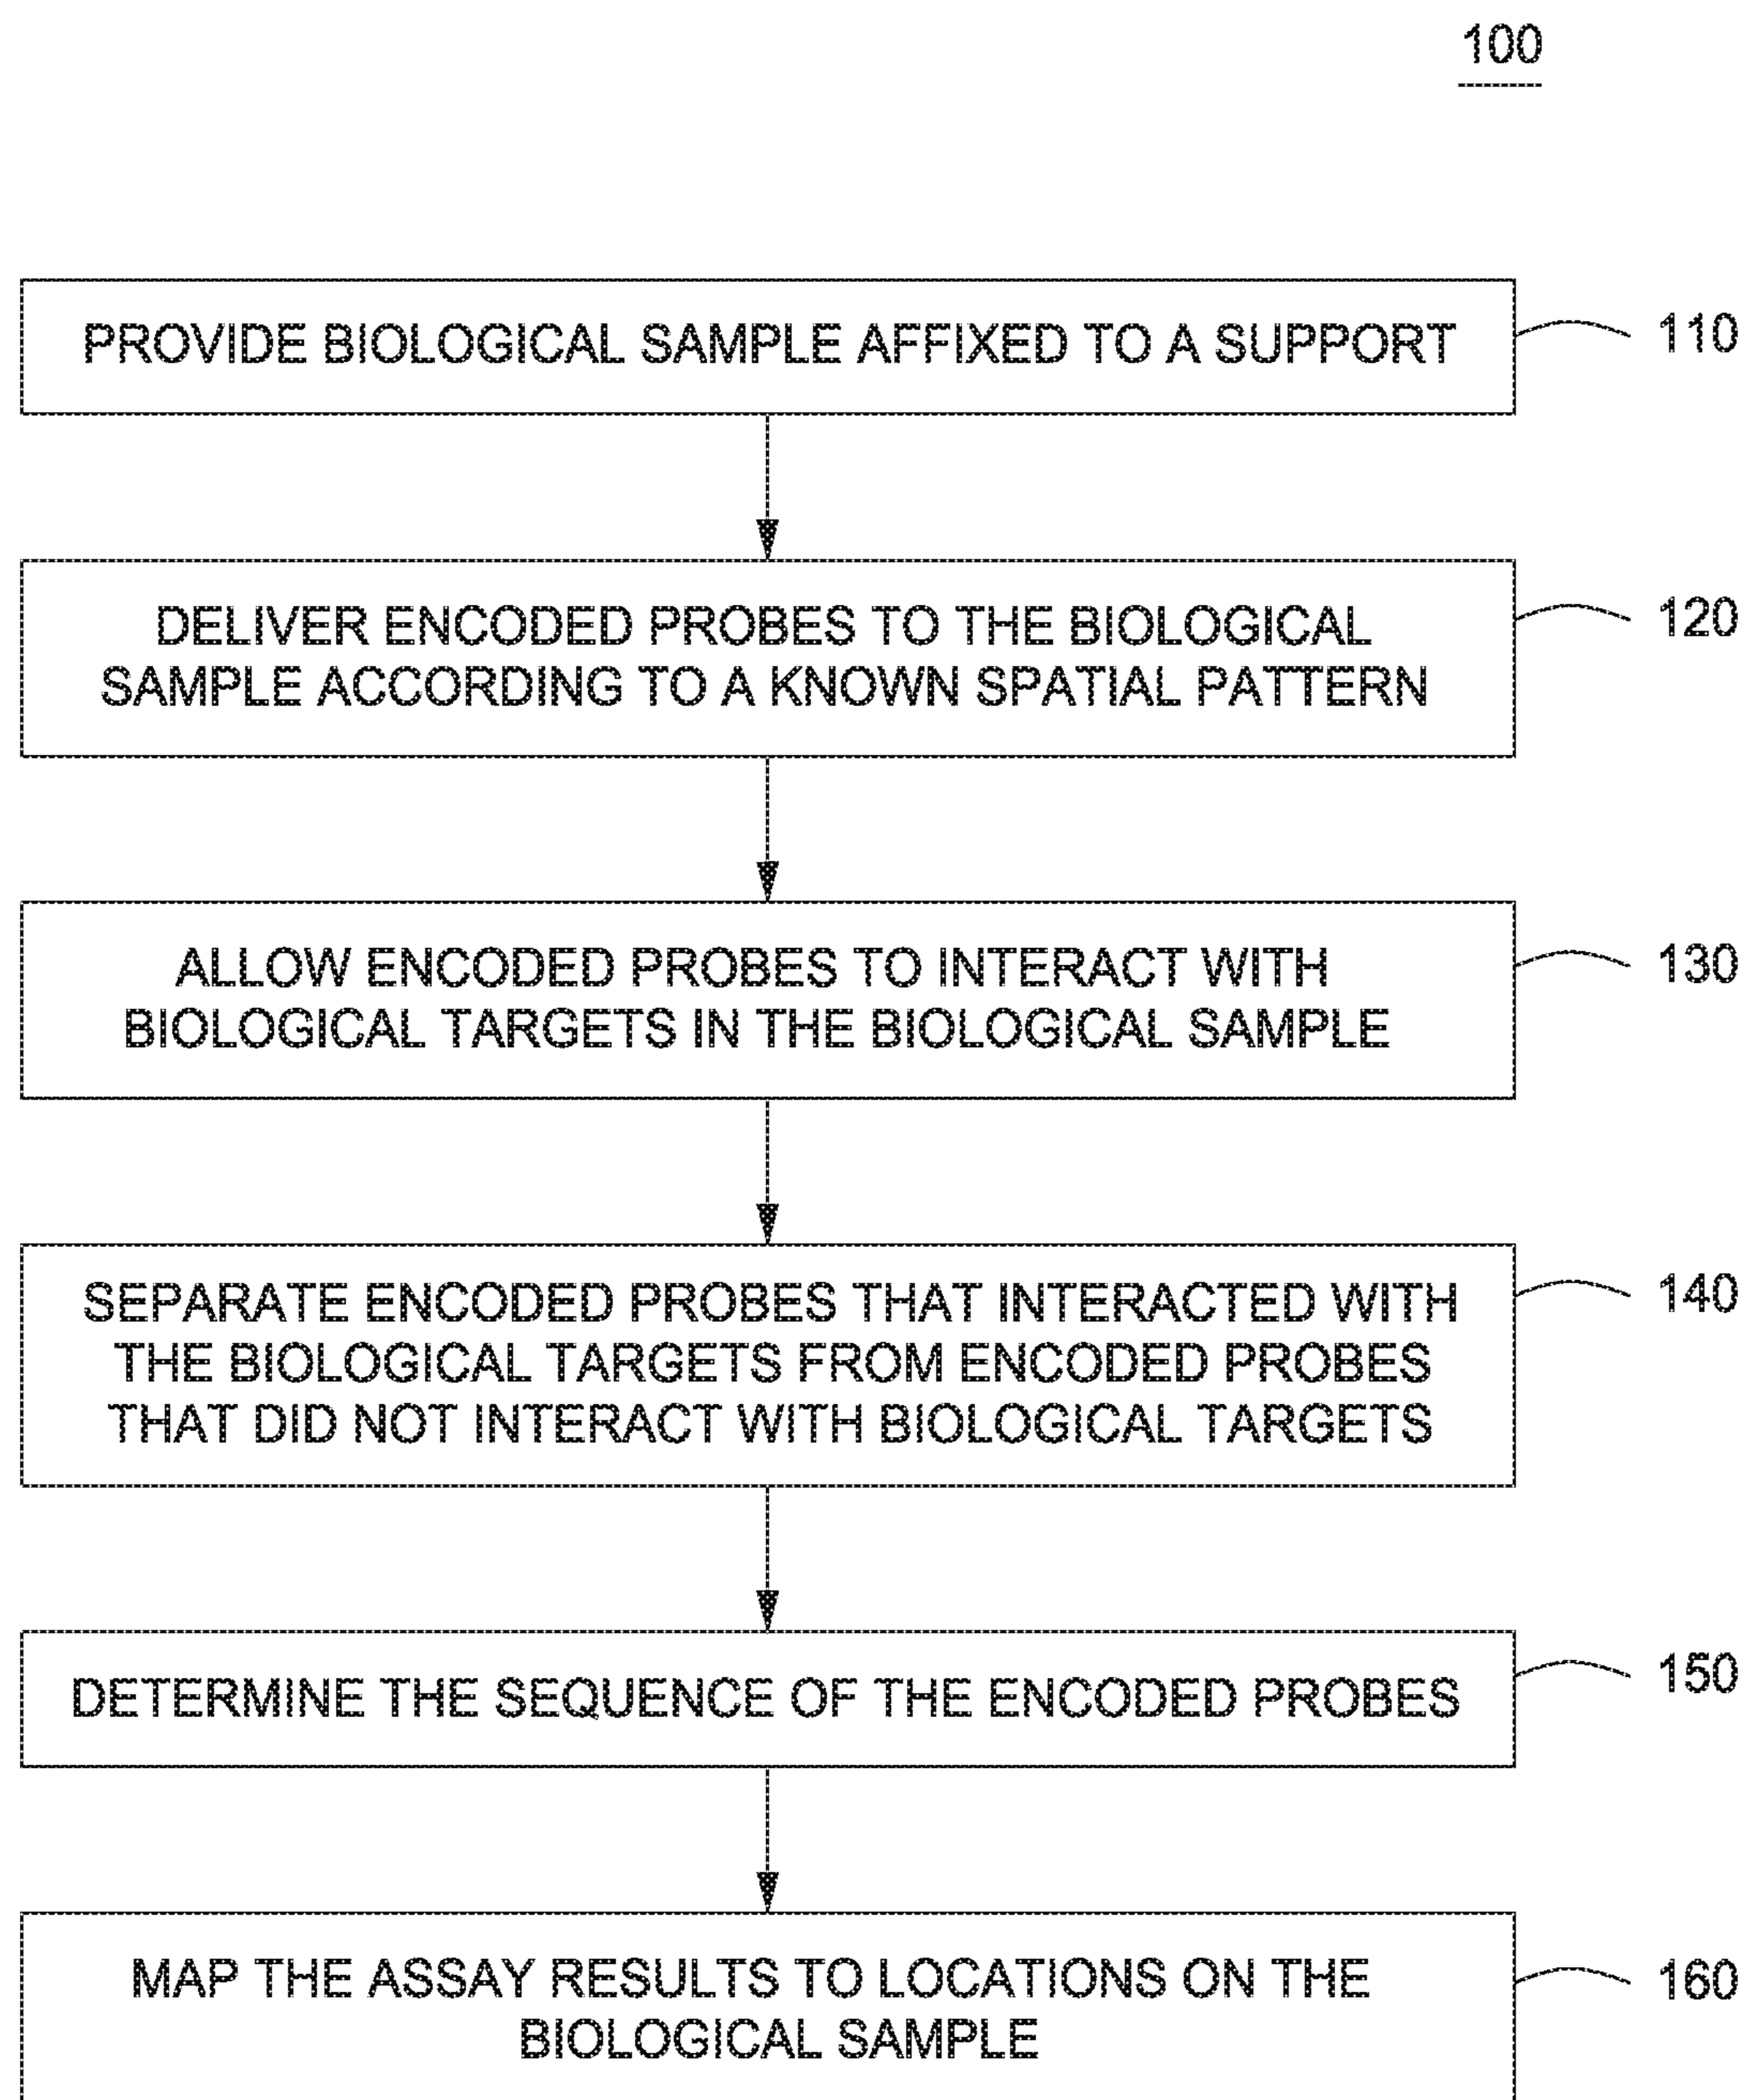 100
PROVIDE BIOLOGICAL SAMPLE AFFIXED TO A SUPPORT
110
DELIVER ENCODED PROBES TO THE BIOLOGICAL
SAMPLE ACCORDING TO A KNOWN SPATIAL PATTERN
120
ALLOW ENCODED PROBES TO INTERACT WITH
BIOLOGICAL TARGETS IN THE BIOLOGICAL SAMPLE
130
SEPARATE ENCODED PROBES THAT INTERACTED WITH
THE BIOLOGICAL TARGETS FROM ENCODED PROBES
THAT DID NOT INTERACT WITH BIOLOGICAL TARGETS
140
DETERMINE THE SEQUENCE OF THE ENCODED PROBES
150
MAP THE ASSAY RESULTS TO LOCATIONS ON THE
BIOLOGICAL SAMPLE
160